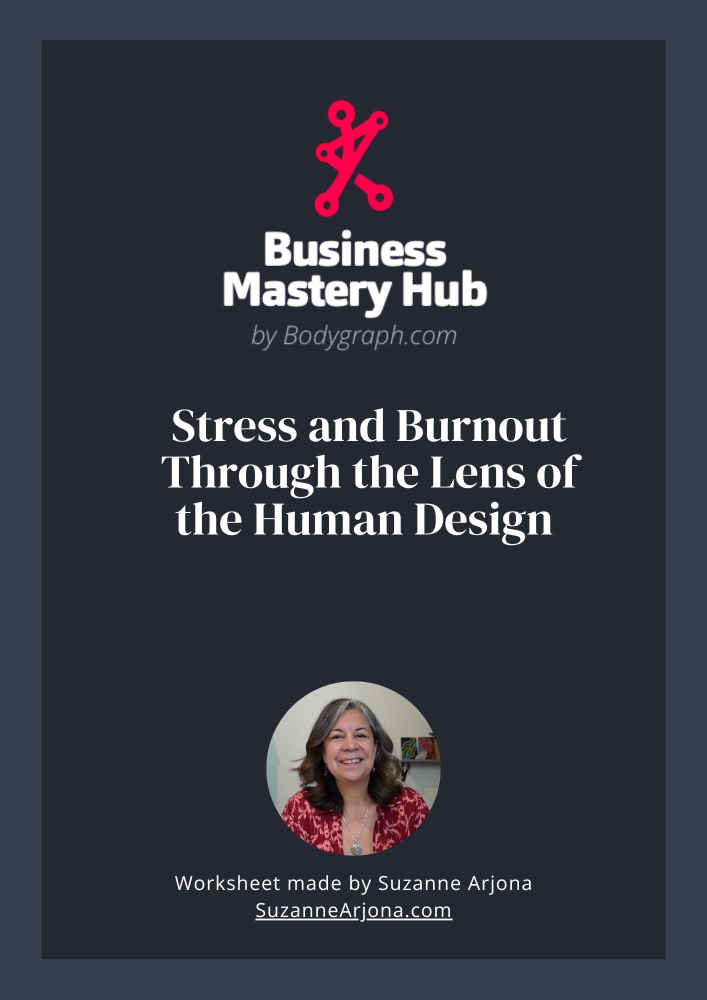 Business
Mastery Hub
by Bodygraph.com
Stress and Burnout
Through the Lens of
the Human Design
Worksheet made by Suzanne Arjona
SuzanneArjona.com